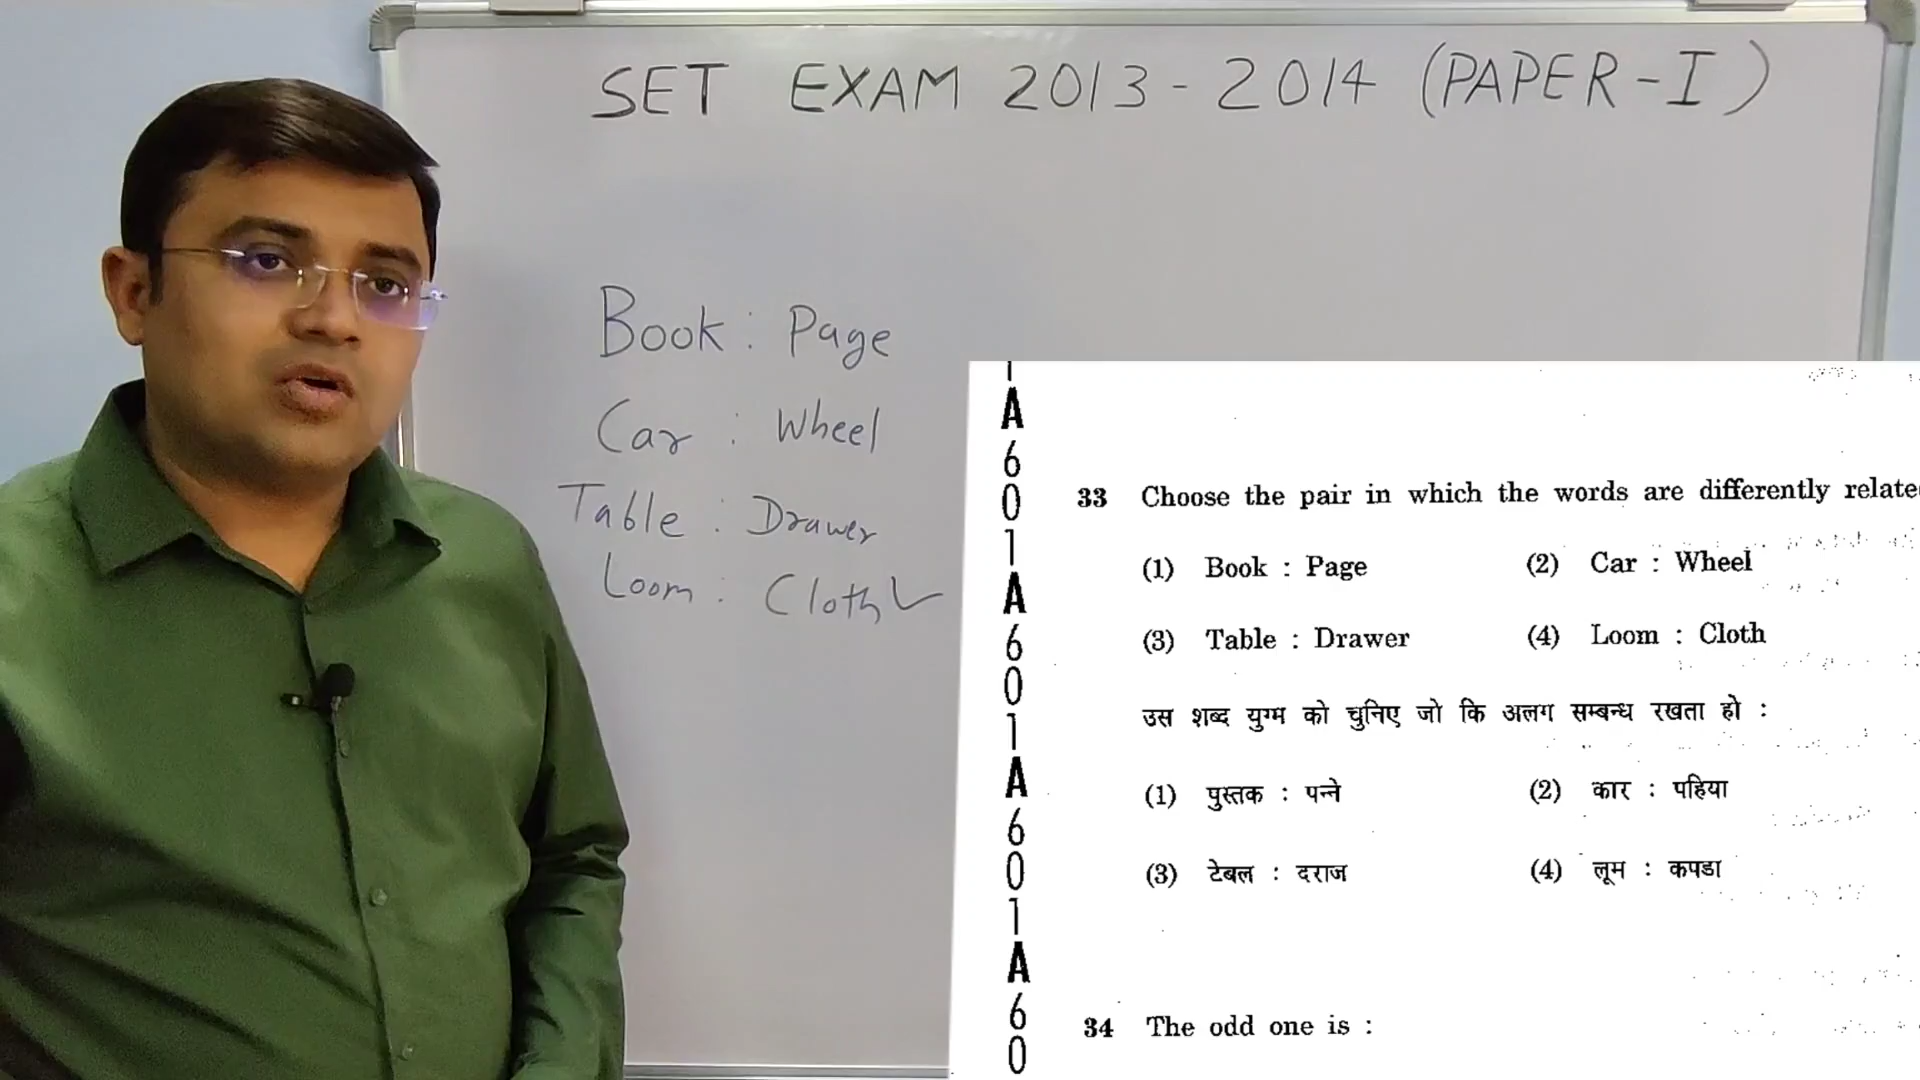 SET EXAM 2013-2014 (PAPER-I)
Book : Page
Car : Wheel
Table : Drawer
Loom : Cloth ✓
1
A
6
0
1
A
6
0
1
A
6
0
1
A
6
0
33 Choose the pair in which the words are differently relate
(1) Book : Page (2) Car : Wheel
(3) Table : Drawer (4) Loom : Cloth
उस शब्द युग्म को चुनिए जो कि अलग सम्बन्ध रखता हो :
(1) पुस्तक : पन्ने (2) कार : पहिया
(3) टेबल : दराज (4) लूम : कपडा
34 The odd one is :